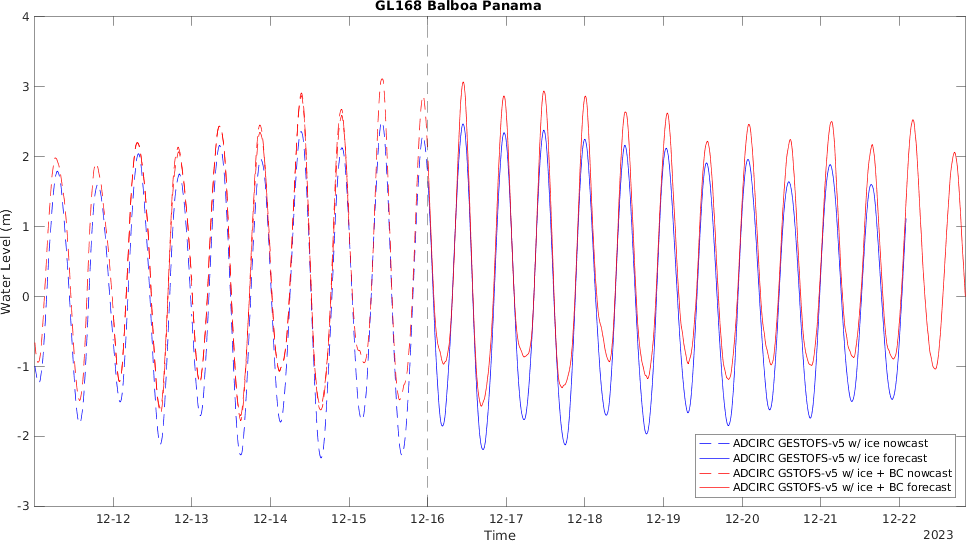 GL168 Balboa Panama
4
3
2
1
0
-1
-2
-3
Water Level (m)
12-12
12-13
12-14
12-15
12-16
12-17
12-18
12-19
12-20
12-21
12-22
Time
2023
ADCIRC GESTOFS-v5 w/ ice nowcast
ADCIRC GESTOFS-v5 w/ ice forecast
ADCIRC GSTOFS-v5 w/ ice + BC nowcast
ADCIRC GSTOFS-v5 w/ ice + BC forecast